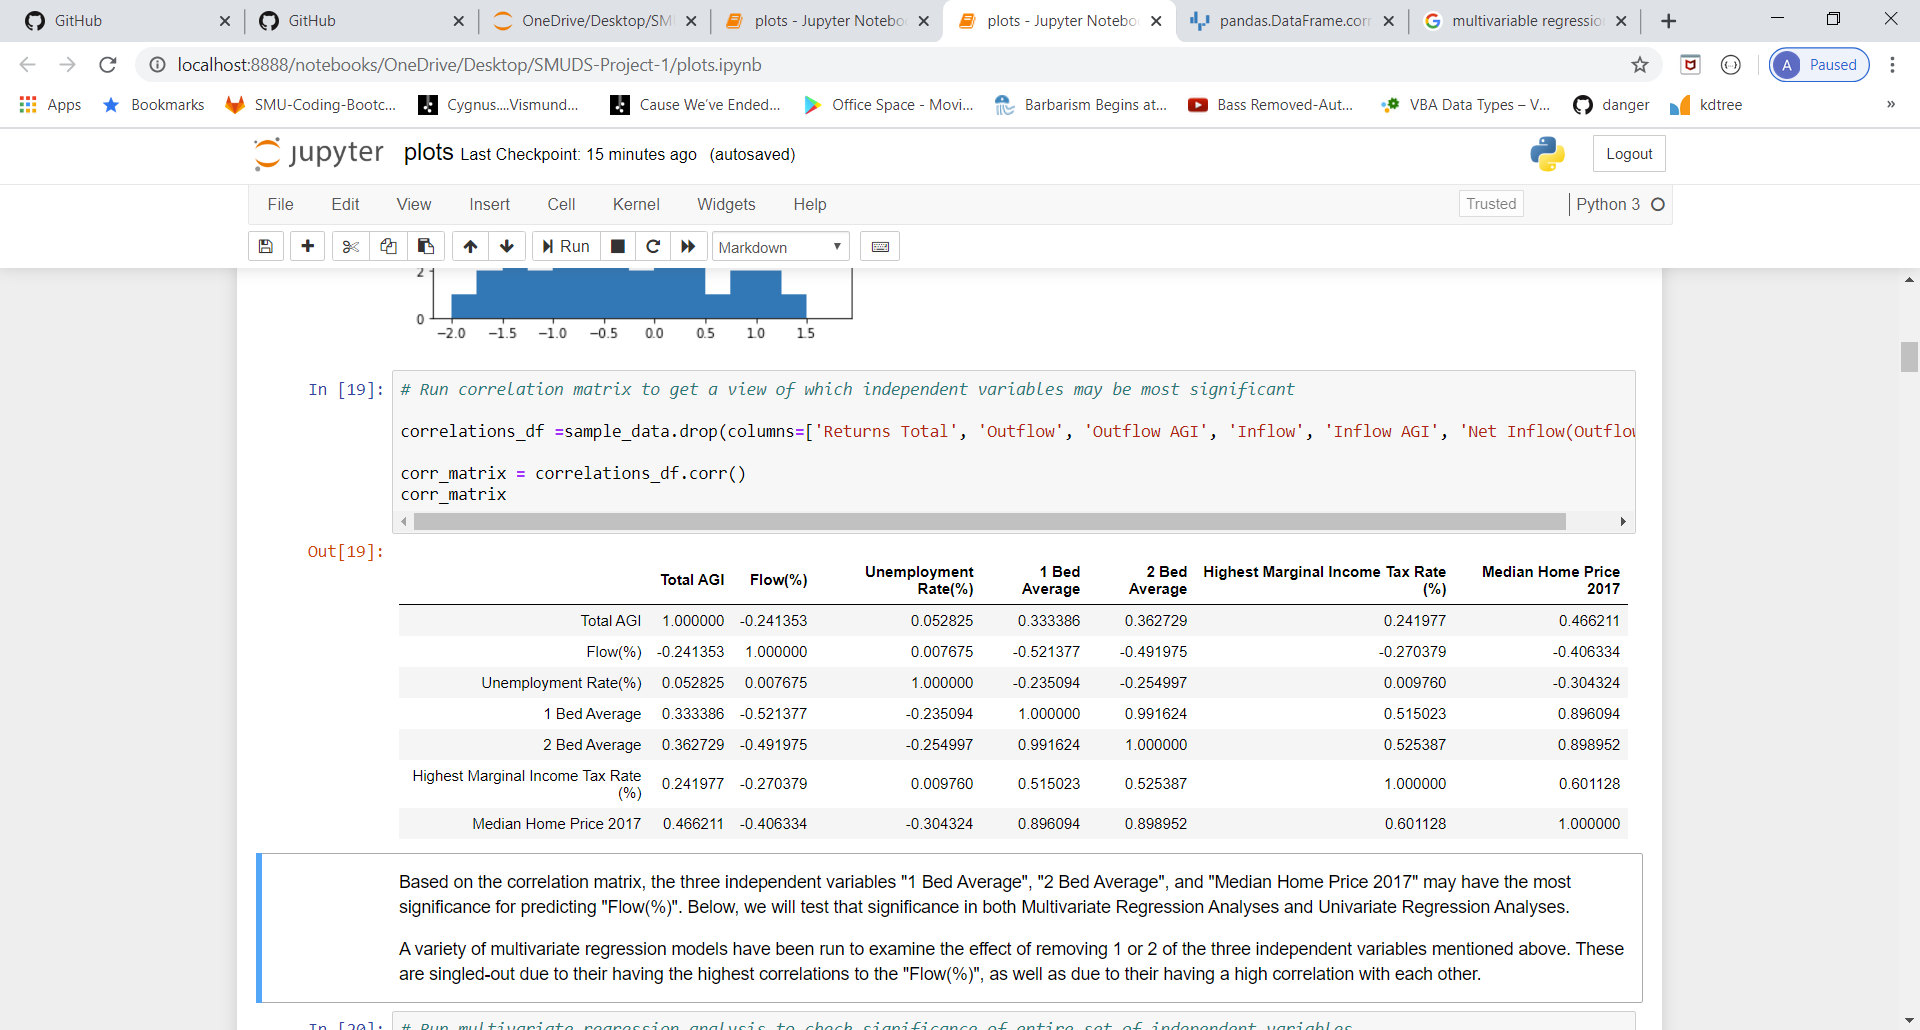 GitHub
GitHub
OneDrive/Desktop/SM
plots - Jupyter Notebo
plots - Jupyter Notebo
pandas.DataFrame.corr
multivariable regressio
localhost:8888/notebooks/OneDrive/Desktop/SMUDS-Project-1/plots.ipynb
A Paused
Apps
Bookmarks
SMU-Coding-Bootc...
Cygnus....Vismund...
Cause We've Ended...
Office Space - Movi...
Barbarism Begins at...
Bass Removed-Aut...
VBA Data Types – V...
danger
kdtree
»
jupyter plots Last Checkpoint: 15 minutes ago (autosaved)
Logout
File Edit View Insert Cell Kernel Widgets Help
Trusted
Python 3
Run
Markdown
2
0
−2.0 −1.5 −1.0 −0.5 0.0 0.5 1.0 1.5
In [19]:
# Run correlation matrix to get a view of which independent variables may be most significant
correlations_df =sample_data.drop(columns=['Returns Total', 'Outflow', 'Outflow AGI', 'Inflow', 'Inflow AGI', 'Net Inflow(Outflow
corr_matrix = correlations_df.corr()
corr_matrix
Out[19]:
Total AGI Flow(%) Unemployment Rate(%) 1 Bed Average 2 Bed Average Highest Marginal Income Tax Rate (%) Median Home Price 2017
Total AGI 1.000000 -0.241353 0.052825 0.333386 0.362729 0.241977 0.466211
Flow(%) -0.241353 1.000000 0.007675 -0.521377 -0.491975 -0.270379 -0.406334
Unemployment Rate(%) 0.052825 0.007675 1.000000 -0.235094 -0.254997 0.009760 -0.304324
1 Bed Average 0.333386 -0.521377 -0.235094 1.000000 0.991624 0.515023 0.896094
2 Bed Average 0.362729 -0.491975 -0.254997 0.991624 1.000000 0.525387 0.898952
Highest Marginal Income Tax Rate (%) 0.241977 -0.270379 0.009760 0.515023 0.525387 1.000000 0.601128
Median Home Price 2017 0.466211 -0.406334 -0.304324 0.896094 0.898952 0.601128 1.000000
Based on the correlation matrix, the three independent variables "1 Bed Average", "2 Bed Average", and "Median Home Price 2017" may have the most
significance for predicting "Flow(%)". Below, we will test that significance in both Multivariate Regression Analyses and Univariate Regression Analyses.
A variety of multivariate regression models have been run to examine the effect of removing 1 or 2 of the three independent variables mentioned above. These
are singled-out due to their having the highest correlations to the "Flow(%)", as well as due to their having a high correlation with each other.
In [20]:
# Run multivariate regression analysis to chech significance of entire set of independent variables